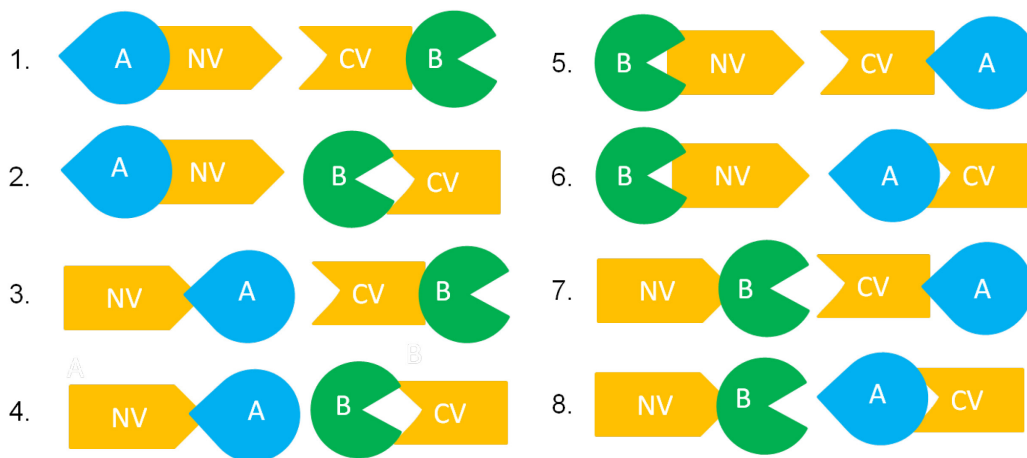 1. A NV CV B
2. A NV B CV
3. NV A CV B
A B
4. NV A B CV
5. B NV CV A
6. B NV A CV
7. NV B CV A
8. NV B A CV